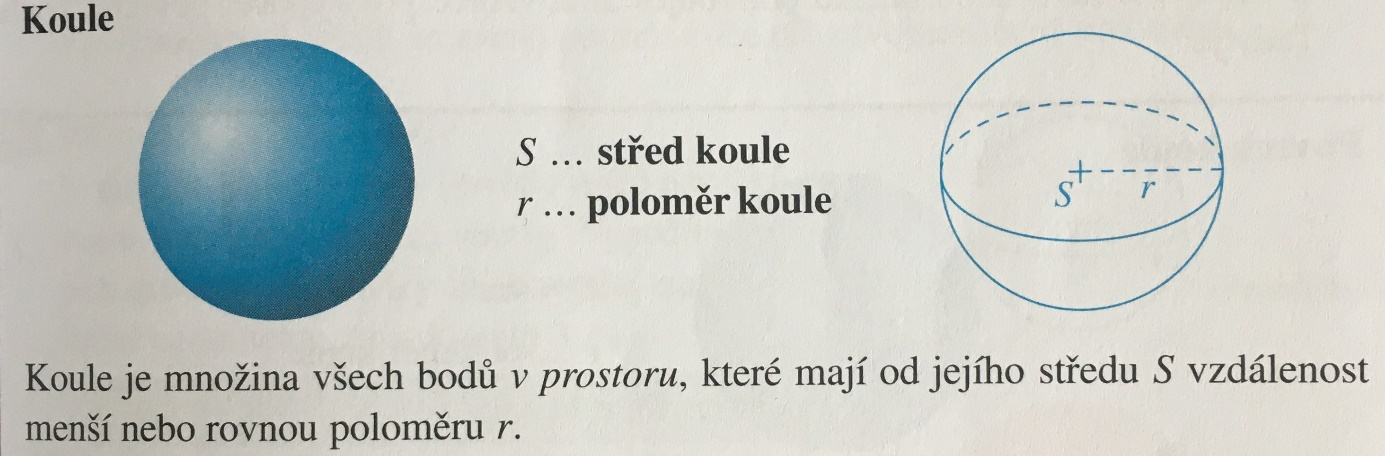 Koule
S ... střed koule
r ... poloměr koule
S r
Koule je množina všech bodů v prostoru, které mají od jejího středu S vzdálenost
menší nebo rovnou poloměru r.